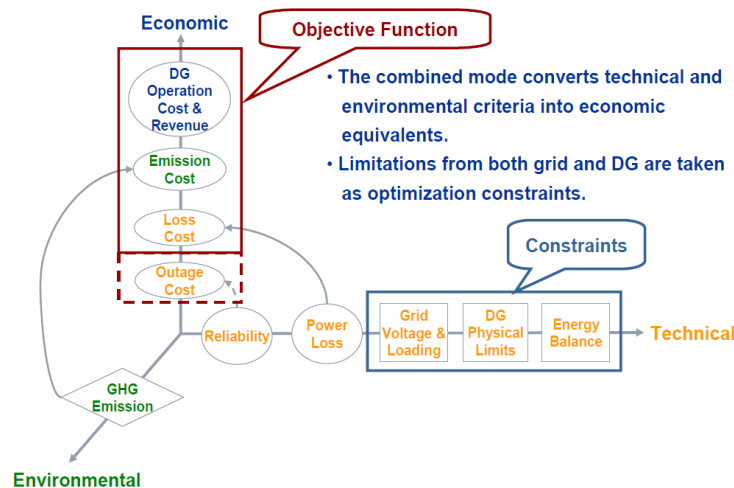 Economic
Objective Function
DG
Operation
Cost &
Revenue
• The combined mode converts technical and
environmental criteria into economic
equivalents.
• Limitations from both grid and DG are taken
as optimization constraints.
Emission
Cost
Loss
Cost
Constraints
Outage
Cost
Reliability
Power
Loss
Grid
Voltage &
Loading
DG
Physical
Limits
Energy
Balance
Technical
GHG
Emission
Environmental